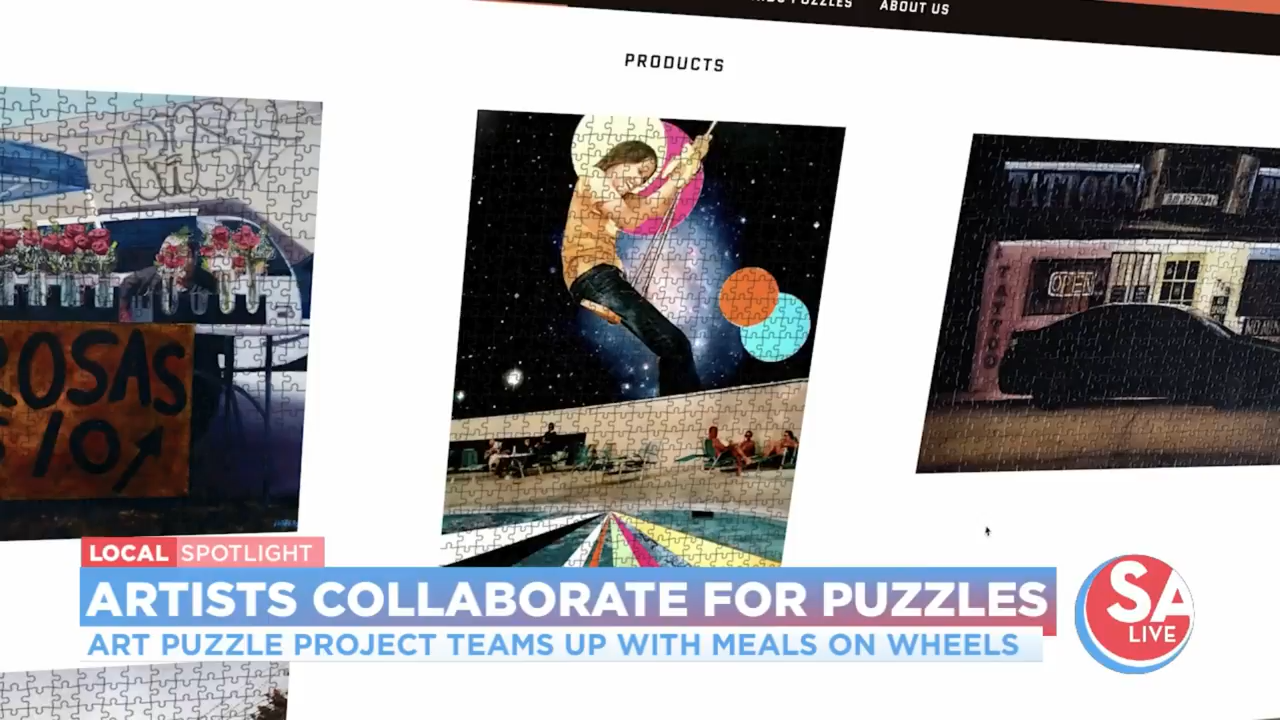 PUZZLES ABOUT US
PRODUCTS
TATTOOS
OPEN
TATTOO
ROSAS
10
LOCAL SPOTLIGHT
ARTISTS COLLABORATE FOR PUZZLES
ART PUZZLE PROJECT TEAMS UP WITH MEALS ON WHEELS
SA
LIVE